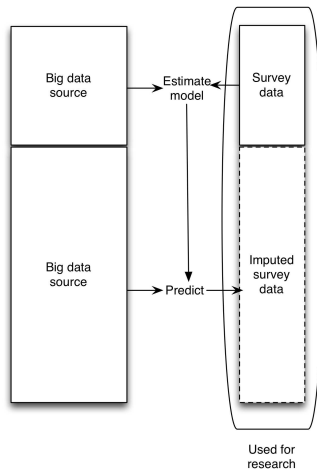 Big data
source
Estimate
model
Survey
data
Big data
source
Predict
Imputed
survey
data
Used for
research